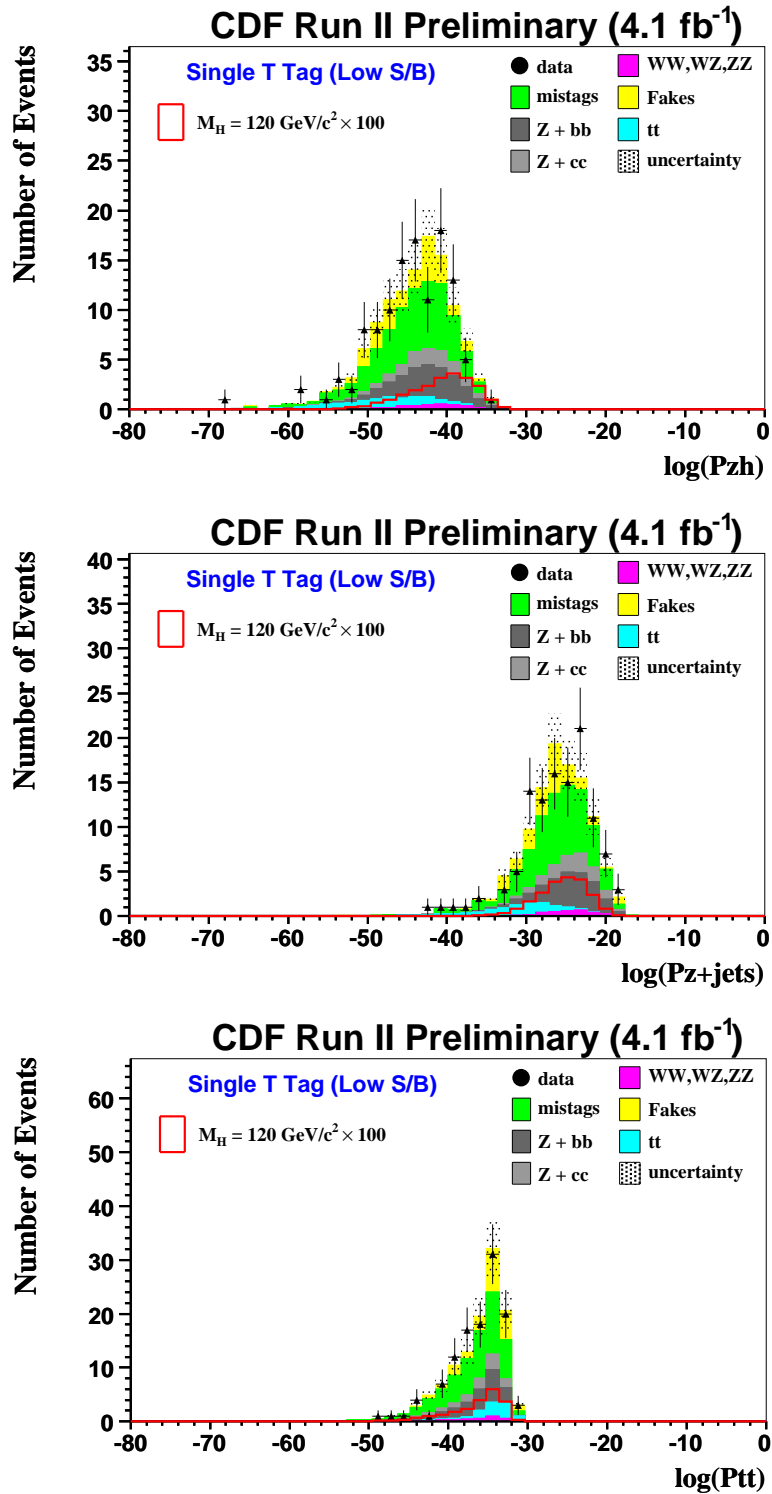 CDF Run II Preliminary (4.1 fb⁻¹)
Number of Events
Single T Tag (Low S/B)
M_H = 120 GeV/c² × 100
data
mistags
Z + bb
Z + cc
WW,WZ,ZZ
Fakes
tt
uncertainty
35
30
25
20
15
10
5
0
-80 -70 -60 -50 -40 -30 -20 -10 0
log(Pzh)
CDF Run II Preliminary (4.1 fb⁻¹)
Number of Events
Single T Tag (Low S/B)
M_H = 120 GeV/c² × 100
data
mistags
Z + bb
Z + cc
WW,WZ,ZZ
Fakes
tt
uncertainty
40
35
30
25
20
15
10
5
0
-80 -70 -60 -50 -40 -30 -20 -10 0
log(Pz+jets)
CDF Run II Preliminary (4.1 fb⁻¹)
Number of Events
Single T Tag (Low S/B)
M_H = 120 GeV/c² × 100
data
mistags
Z + bb
Z + cc
WW,WZ,ZZ
Fakes
tt
uncertainty
60
50
40
30
20
10
0
-80 -70 -60 -50 -40 -30 -20 -10 0
log(Ptt)